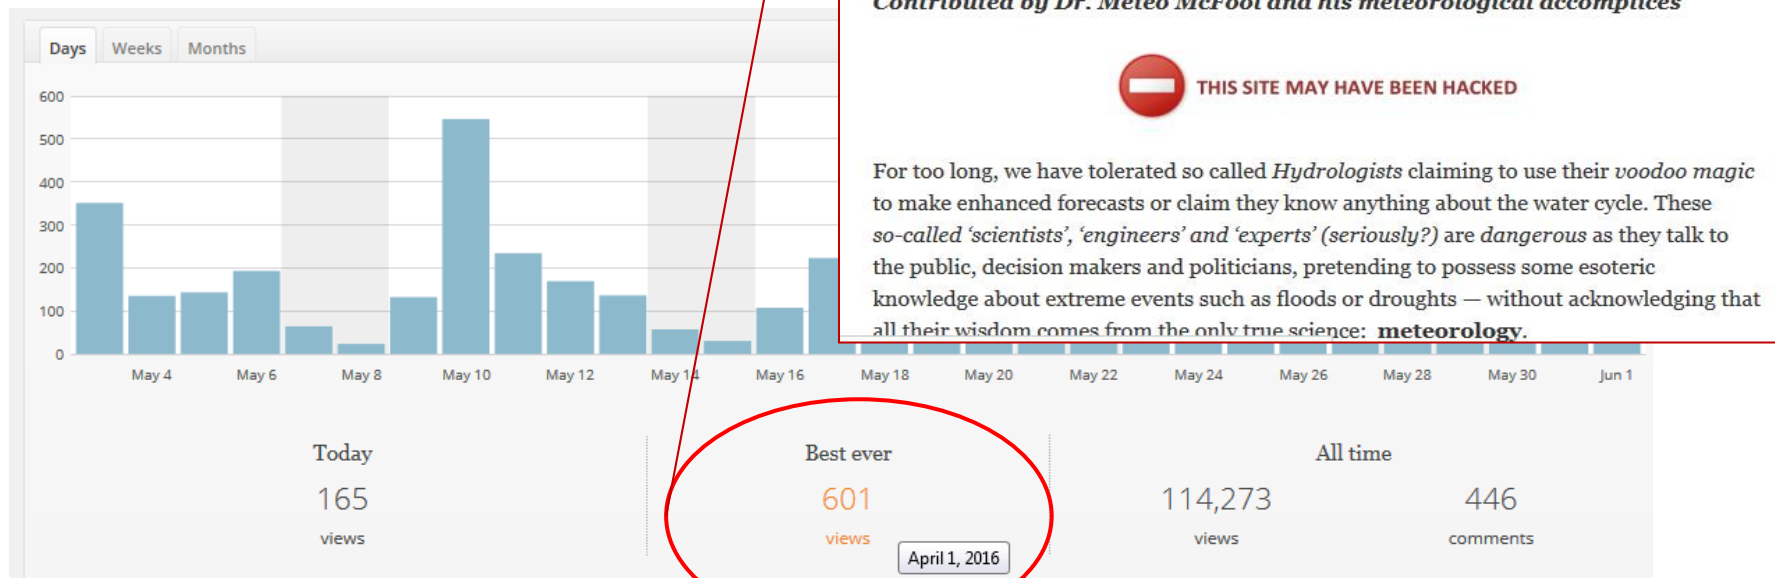 Contributed by Dr. Meteo McFool and his meteorological accomplices
THIS SITE MAY HAVE BEEN HACKED
For too long, we have tolerated so called Hydrologists claiming to use their voodoo magic
to make enhanced forecasts or claim they know anything about the water cycle. These
so-called ‘scientists’, ‘engineers’ and ‘experts’ (seriously?) are dangerous as they talk to
the public, decision makers and politicians, pretending to possess some esoteric
knowledge about extreme events such as floods or droughts — without acknowledging that
all their wisdom comes from the only true science: meteorology.
Days Weeks Months
600
500
400
300
200
100
0
May 4 May 6 May 8 May 10 May 12 May 14 May 16 May 18 May 20 May 22 May 24 May 26 May 28 May 30 Jun 1
Today Best ever All time
165 601 114,273 446
views views views comments
April 1, 2016